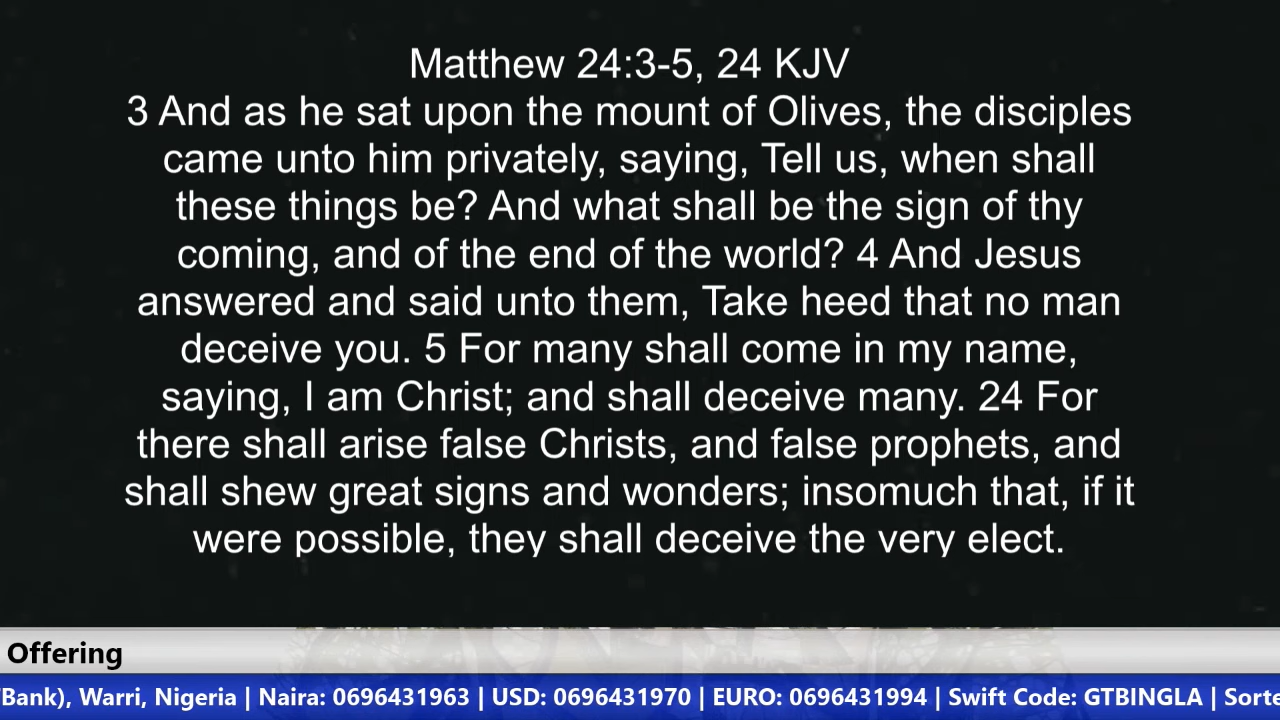 Matthew 24:3-5, 24 KJV
3 And as he sat upon the mount of Olives, the disciples
came unto him privately, saying, Tell us, when shall
these things be? And what shall be the sign of thy
coming, and of the end of the world? 4 And Jesus
answered and said unto them, Take heed that no man
deceive you. 5 For many shall come in my name,
saying, I am Christ; and shall deceive many. 24 For
there shall arise false Christs, and false prophets, and
shall shew great signs and wonders; insomuch that, if it
were possible, they shall deceive the very elect.
Offering
Bank), Warri, Nigeria | Naira: 0696431963 | USD: 0696431970 | EURO: 0696431994 | Swift Code: GTBINGLA | Sorte